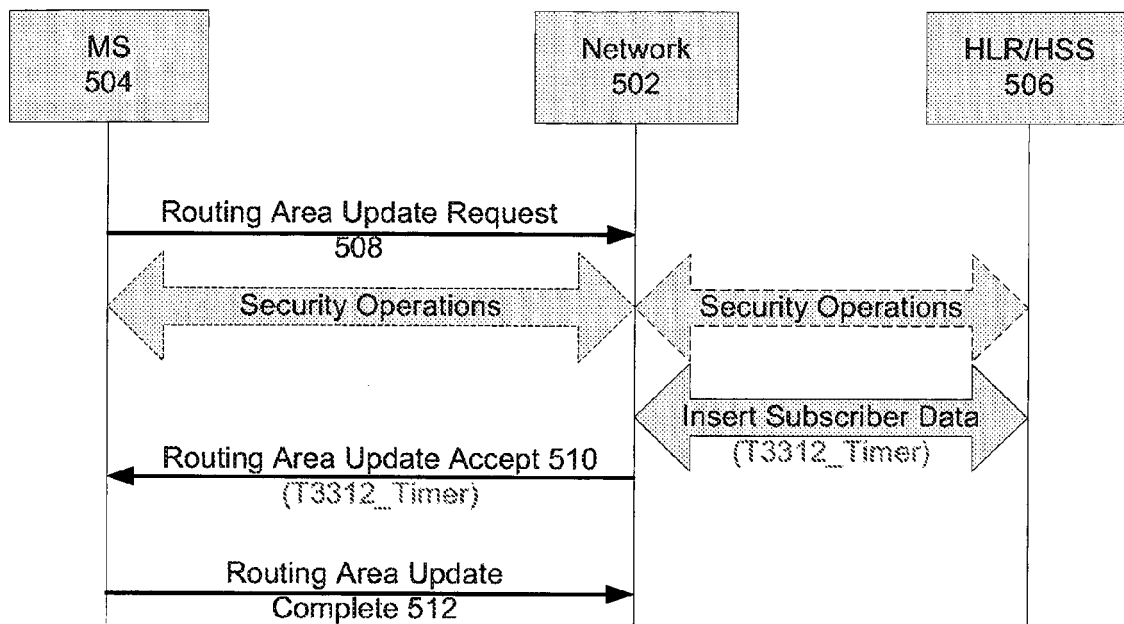 MS
504
Network
502
HLR/HSS
506
Routing Area Update Request
508
Security Operations
Security Operations
Insert Subscriber Data
(T3312_Timer)
Routing Area Update Accept 510
(T3312_Timer)
Routing Area Update
Complete 512